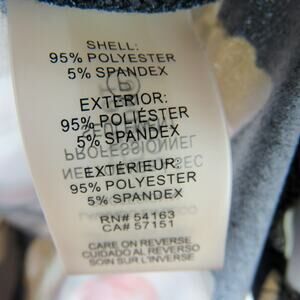 SHELL:
95% POLYESTER
5% SPANDEX
EXTERIOR:
95% POLIÉSTER
5% SPANDEX
EXTÉRIEUR:
95% POLYESTER
5% SPANDEX
RN# 54163
CA# 57151
CARE ON REVERSE
CUIDADO AL REVERSO
SOIN SUR L'INVERSE